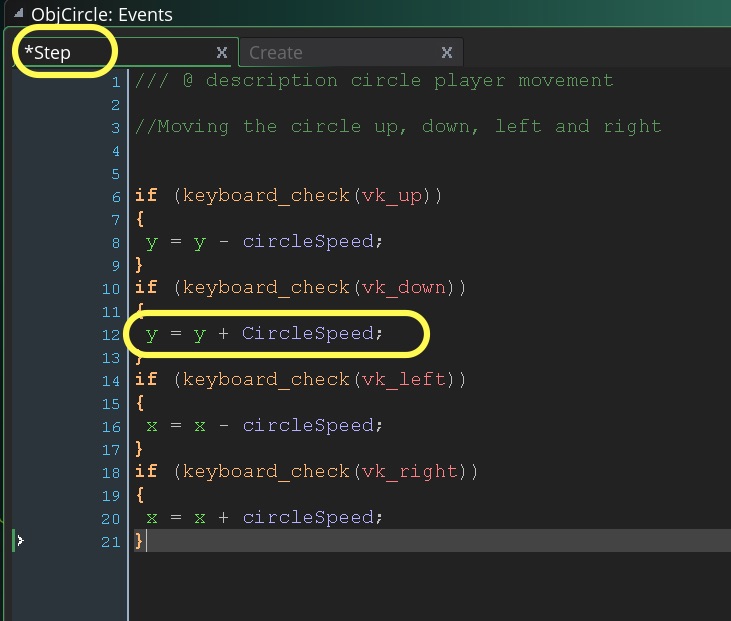 ObjCircle: Events
*Step X Create X
1 /// @ description circle player movement
2
3 //Moving the circle up, down, left and right
4
5
6 if (keyboard_check(vk_up))
7 {
8 y = y - circleSpeed;
9 }
10 if (keyboard_check(vk_down))
11 {
12 y = y + CircleSpeed;
13 }
14 if (keyboard_check(vk_left))
15 {
16 x = x - circleSpeed;
17 }
18 if (keyboard_check(vk_right))
19 {
20 x = x + circleSpeed;
21 }